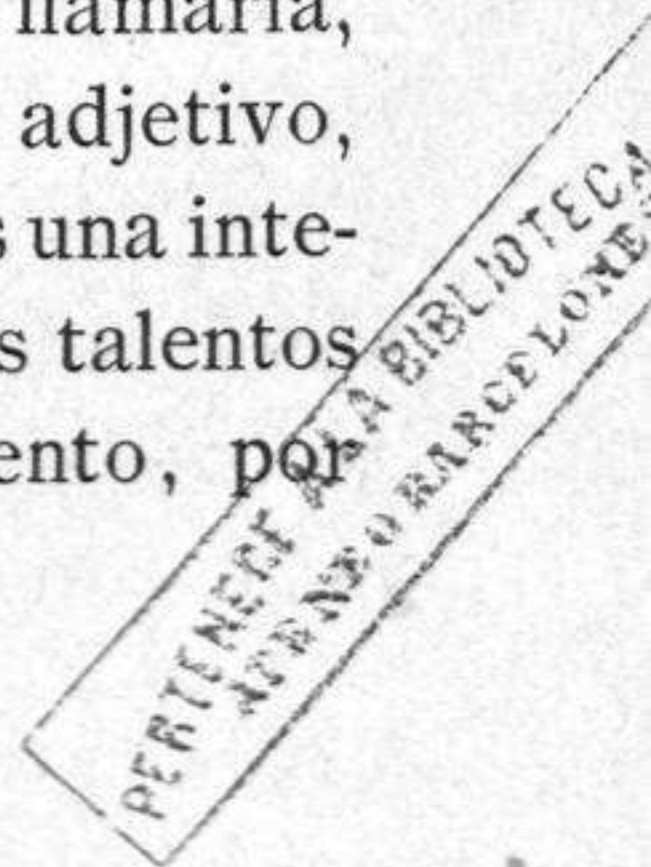 llamaría,
adjetivo,
s una inte-
s talentos
ento, por
PERTENECE A LA BIBLIOTECA
ATENEO BARCELONES